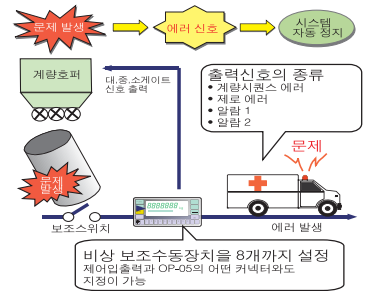 문제 발생
에러 신호
시스템
자동 정지
계량호퍼
대.중.소게이트
신호 출력
출력신호의 종류
• 계량시퀀스 에러
• 제로 에러
• 알람 1
• 알람 2
문제
문제
발생
보조스위치
에러 발생
비상 보조수동장치을 8개까지 설정
제어입출력과 OP-05의 어떤 커넥터와도
지정이 가능